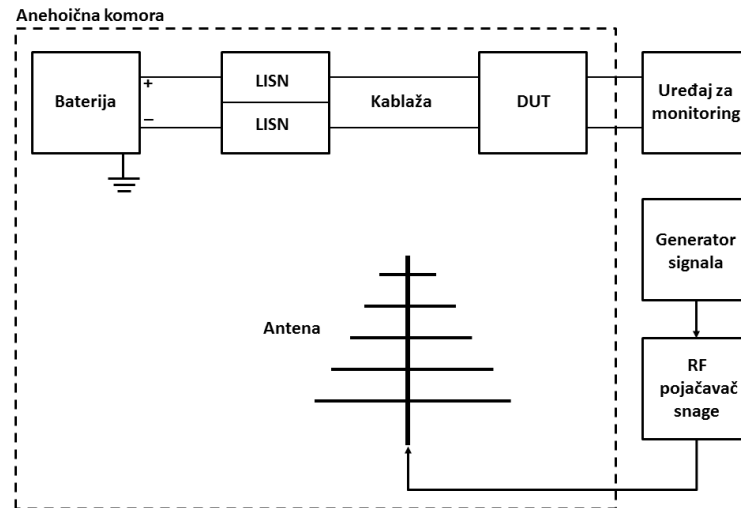 Anehoična komora
Baterija
+
−
LISN
LISN
Kablaža
DUT
Uređaj za
monitoring
Generator
signala
Antena
RF
pojačavač
snage